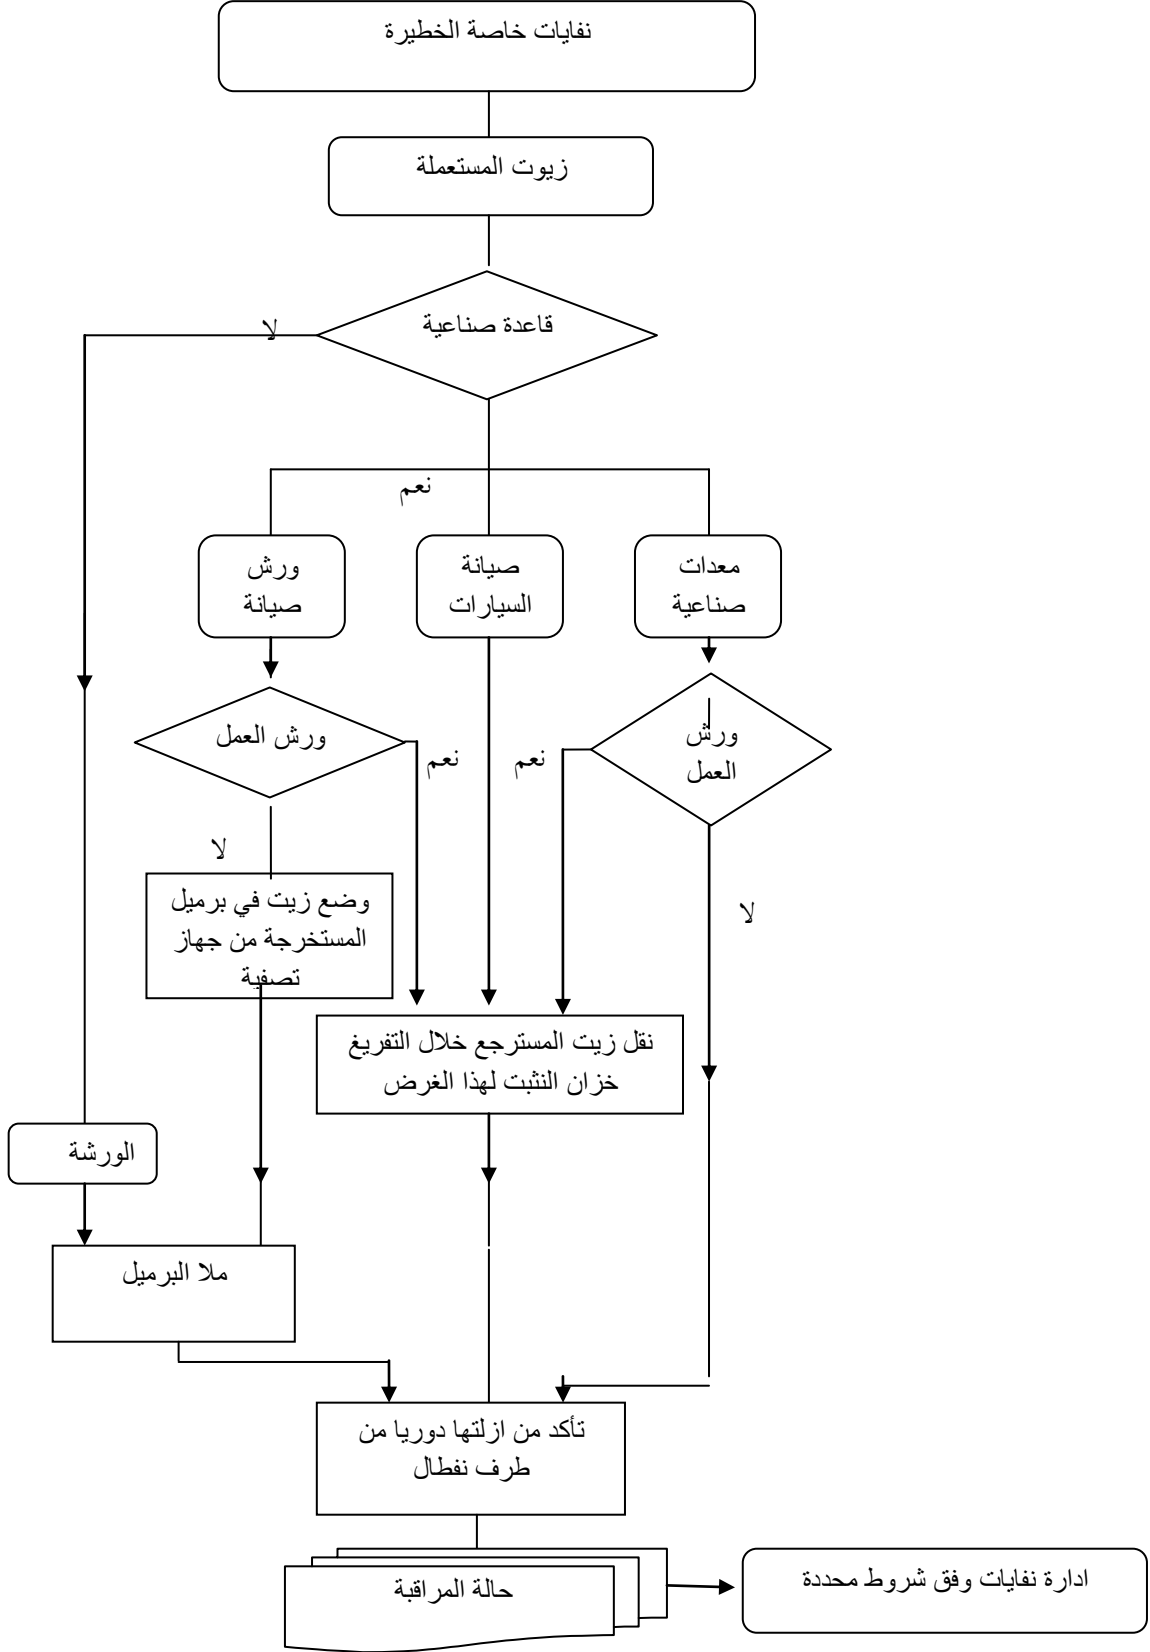 نفايات خاصة الخطيرة
زيوت المستعملة
قاعدة صناعية
لا
نعم
معدات
صناعية
صيانة
السيارات
ورش
صيانة
ورش
العمل
نعم
نعم
ورش العمل
لا
لا
وضع زيت في برميل
المستخرجة من جهاز
تصفية
نقل زيت المسترجع خلال التفريغ
خزان النثبت لهذا الغرض
الورشة
ملا البرميل
تأكد من ازلتها دوريا من
طرف نفطال
حالة المراقبة
ادارة نفايات وفق شروط محددة